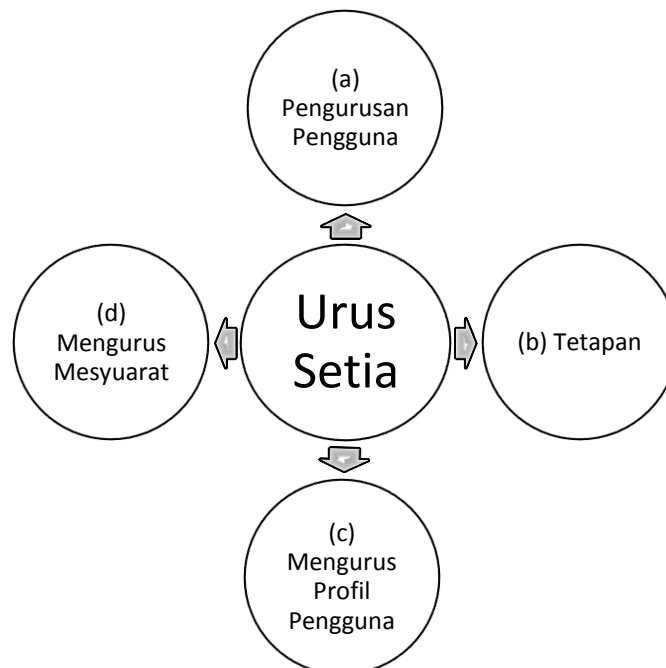 (a)
Pengurusan
Pengguna
(d)
Mengurus
Mesyuarat
Urus
Setia
(b) Tetapan
(c)
Mengurus
Profil
Pengguna